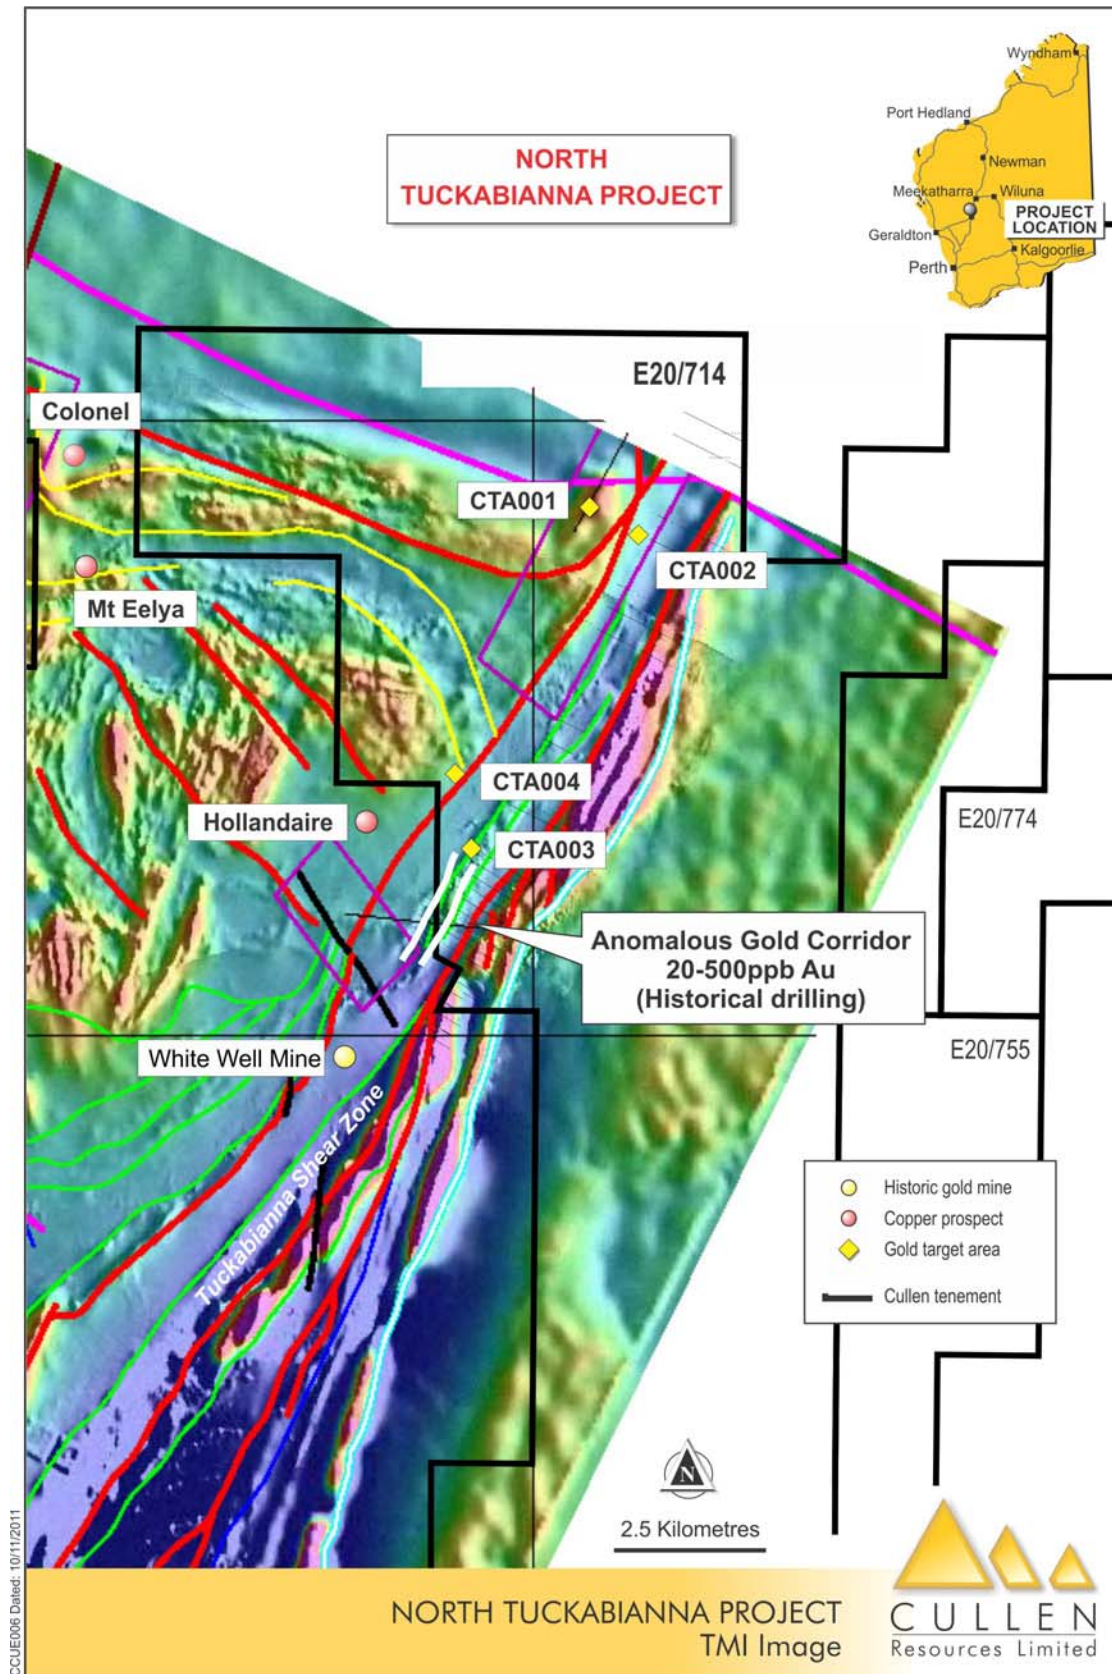 Wyndham
Port Hedland
Newman
Meekatharra
Wiluna
PROJECT
LOCATION
Geraldton
Kalgoorlie
Perth
NORTH
TUCKABIANNA PROJECT
E20/714
Colonel
CTA001
CTA002
Mt Eelya
CTA004
Hollandaire
E20/774
CTA003
Anomalous Gold Corridor
20-500ppb Au
(Historical drilling)
E20/755
White Well Mine
Tuckabianna Shear Zone
Historic gold mine
Copper prospect
Gold target area
Cullen tenement
N
2.5 Kilometres
CCUE006 Dated: 10/11/2011
NORTH TUCKABIANNA PROJECT
TMI Image
CULLEN
Resources Limited